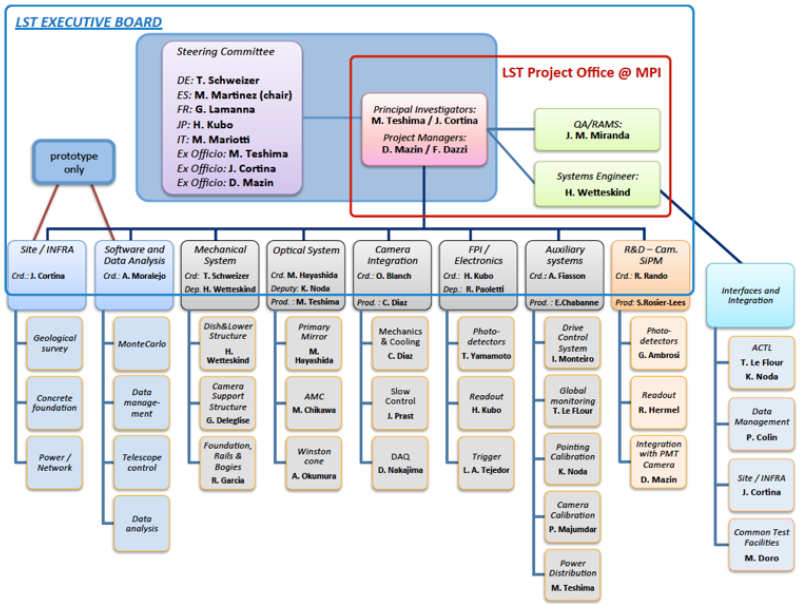 LST EXECUTIVE BOARD
Steering Committee
DE: T. Schweizer
ES: M. Martinez (chair)
FR: G. Lamanna
JP: H. Kubo
IT: M. Mariotti
Ex Officio: M. Teshima
Ex Officio: J. Cortina
Ex Officio: D. Mazin
LST Project Office @ MPI
Principal Investigators:
M. Teshima / J. Cortina
Project Managers:
D. Mazin / F. Dazzi
QA/RAMS:
J. M. Miranda
Systems Engineer:
H. Wetteskind
prototype
only
Site / INFRA
Crd.: J. Cortina
Geological
survey
Concrete
foundation
Power /
Network
Software and
Data Analysis
Crd.: A. Moralejo
MonteCarlo
Data
manage-
ment
Telescope
control
Data
analysis
Mechanical
System
Crd: T. Schweizer
Dep. H. Wetteskind
Dish&Lower
Structure
H.
Wetteskind
Camera
Support
Structure
G. Deleglise
Foundation,
Rails &
Bogies
R. Garcia
Optical System
Crd: M. Hayashida
Deputy: K. Noda
Prod.: M. Teshima
Primary
Mirror
M.
Hayashida
AMC
M. Chikawa
Winston
cone
A. Okumura
Camera
Integration
Crd.: O. Blanch
Prod.: C. Diaz
Mechanics
& Cooling
C. Diaz
Slow
Control
J. Prast
DAQ
D. Nakajima
FPI /
Electronics
Crd.: H. Kubo
Dep.: R. Paoletti
Photo-
detectors
T. Yamamoto
Readout
H. Kubo
Trigger
L. A. Tejedor
Auxiliary
systems
Crd.: A. Fiasson
Prod. : E.Chabanne
Drive
Control
System
I. Monteiro
Global
monitoring
T. Le FLour
Pointing
Calibration
K. Noda
Camera
Calibration
P. Majumdar
Power
Distribution
M. Teshima
R&D – Cam.
SiPM
Crd.: R. Rando
Prod: S.Rosier-Lees
Photo-
detectors
G. Ambrosi
Readout
R. Hermel
Integration
with PMT
Camera
D. Mazin
Interfaces and
Integration
ACTL
T. Le Flour
K. Noda
Data
Management
P. Colin
Site / INFRA
J. Cortina
Common Test
Facilities
M. Doro